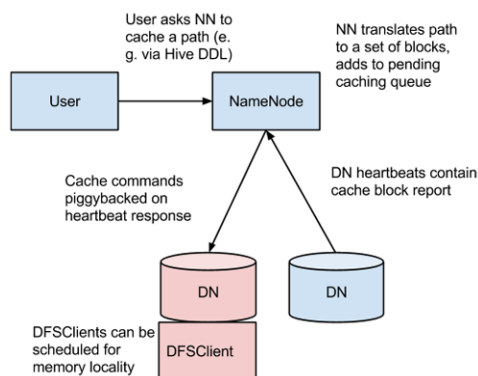 User asks NN to
cache a path (e.
g. via Hive DDL)
NN translates path
to a set of blocks,
adds to pending
caching queue
User
NameNode
Cache commands
piggybacked on
heartbeat response
DN heartbeats contain
cache block report
DN
DN
DFSClients can be
scheduled for
memory locality
DFSClient